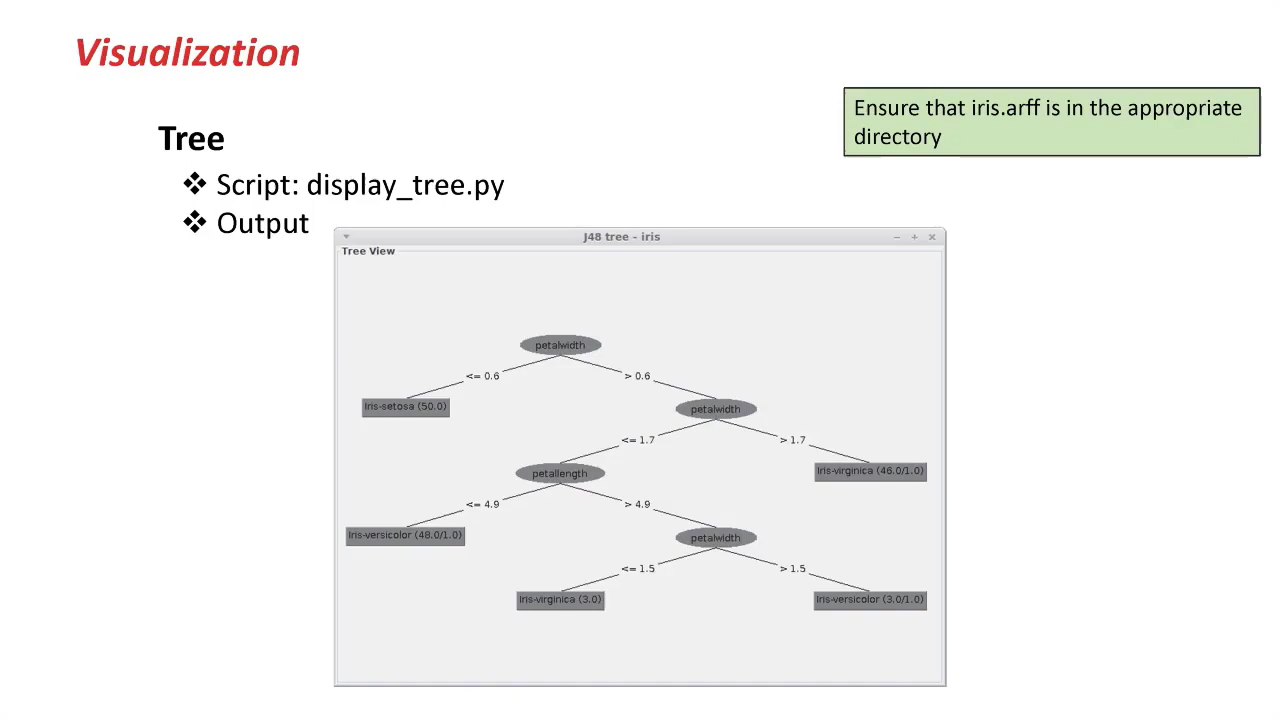 Visualization
Ensure that iris.arff is in the appropriate
directory
Tree
❖ Script: display_tree.py
❖ Output
J48 tree - iris
Tree View
petalwidth
<= 0.6
> 0.6
Iris-setosa (50.0)
petalwidth
<= 1.7
> 1.7
petallength
Iris-virginica (46.0/1.0)
<= 4.9
> 4.9
Iris-versicolor (48.0/1.0)
petalwidth
<= 1.5
> 1.5
Iris-virginica (3.0)
Iris-versicolor (3.0/1.0)